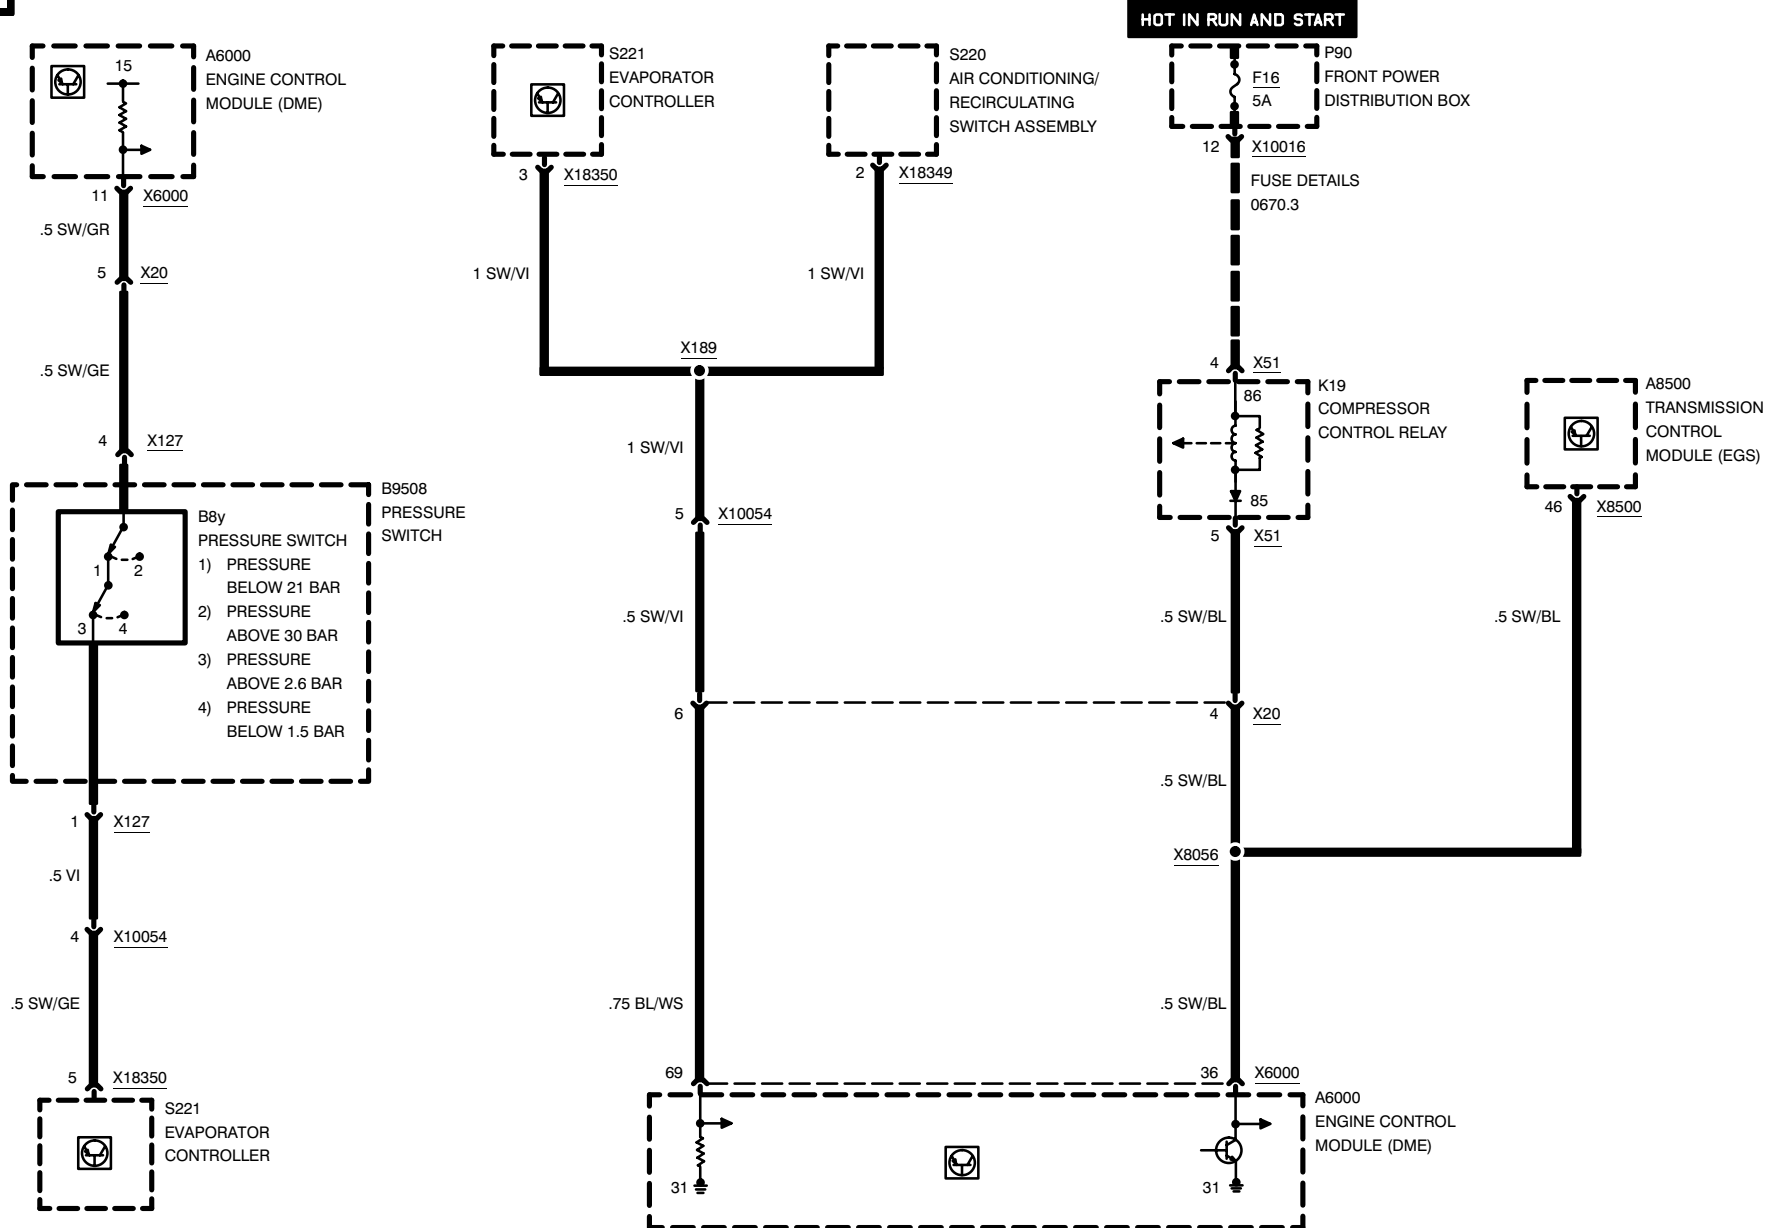 HOT IN RUN AND START
15
A6000
ENGINE CONTROL
MODULE (DME)
11 X6000
.5 SW/GR
5 X20
.5 SW/GE
4 X127
B9508
PRESSURE
SWITCH
B8y
PRESSURE SWITCH
1) PRESSURE
BELOW 21 BAR
2) PRESSURE
ABOVE 30 BAR
3) PRESSURE
ABOVE 2.6 BAR
4) PRESSURE
BELOW 1.5 BAR
1 2
3 4
1 X127
.5 VI
4 X10054
.5 SW/GE
5 X18350
S221
EVAPORATOR
CONTROLLER
S221
EVAPORATOR
CONTROLLER
3 X18350
1 SW/VI
S220
AIR CONDITIONING/
RECIRCULATING
SWITCH ASSEMBLY
2 X18349
1 SW/VI
X189
1 SW/VI
5 X10054
.5 SW/VI
6
.75 BL/WS
69
31
P90
FRONT POWER
DISTRIBUTION BOX
F16
5A
12 X10016
FUSE DETAILS
0670.3
4 X51
86
K19
COMPRESSOR
CONTROL RELAY
85
5 X51
.5 SW/BL
4 X20
.5 SW/BL
X8056
.5 SW/BL
36 X6000
A6000
ENGINE CONTROL
MODULE (DME)
31
A8500
TRANSMISSION
CONTROL
MODULE (EGS)
46 X8500
.5 SW/BL